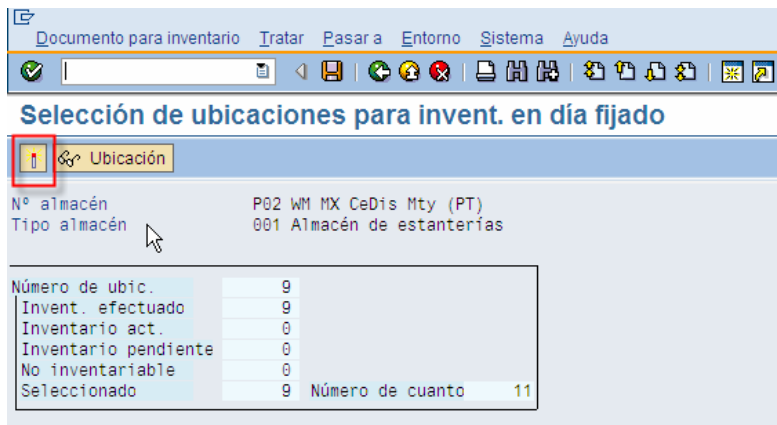 Documento para inventario Tratar Pasar a Entorno Sistema Ayuda
Selección de ubicaciones para invent. en día fijado
Ubicación
Nº almacén P02 WM MX CeDis Mty (PT)
Tipo almacén 001 Almacén de estanterías
Número de ubic. 9
Invent. efectuado 9
Inventario act. 0
Inventario pendiente 0
No inventariable 0
Seleccionado 9 Número de cuanto 11